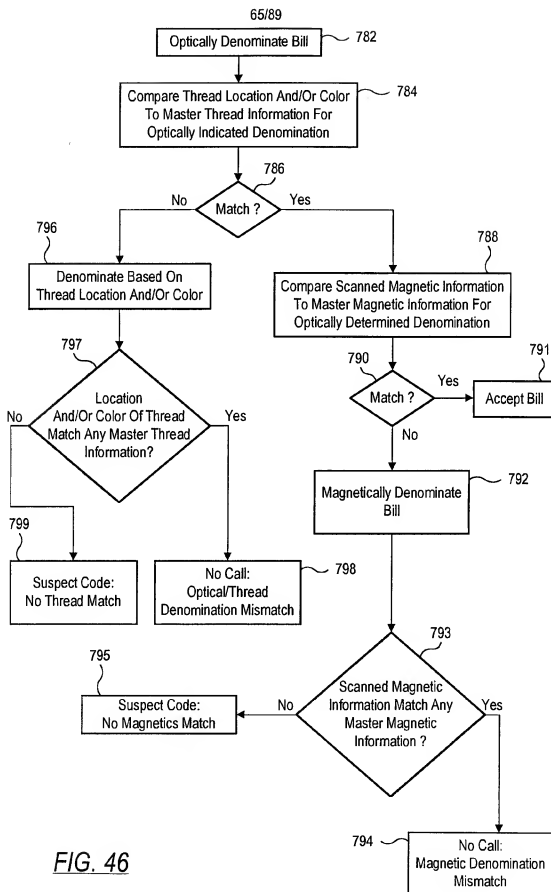 65/89
Optically Denominate Bill
782
Compare Thread Location And/Or Color
To Master Thread Information For
Optically Indicated Denomination
784
786
Match ?
No
Yes
796
Denominate Based On
Thread Location And/Or Color
788
Compare Scanned Magnetic Information
To Master Magnetic Information For
Optically Determined Denomination
797
Location
And/Or Color Of Thread
Match Any Master Thread
Information?
No
Yes
790
Match ?
Yes
No
791
Accept Bill
792
Magnetically Denominate
Bill
799
Suspect Code:
No Thread Match
No Call:
Optical/Thread
Denomination Mismatch
798
793
Scanned Magnetic
Information Match Any
Master Magnetic
Information ?
No
Yes
795
Suspect Code:
No Magnetics Match
794
No Call:
Magnetic Denomination
Mismatch
FIG. 46